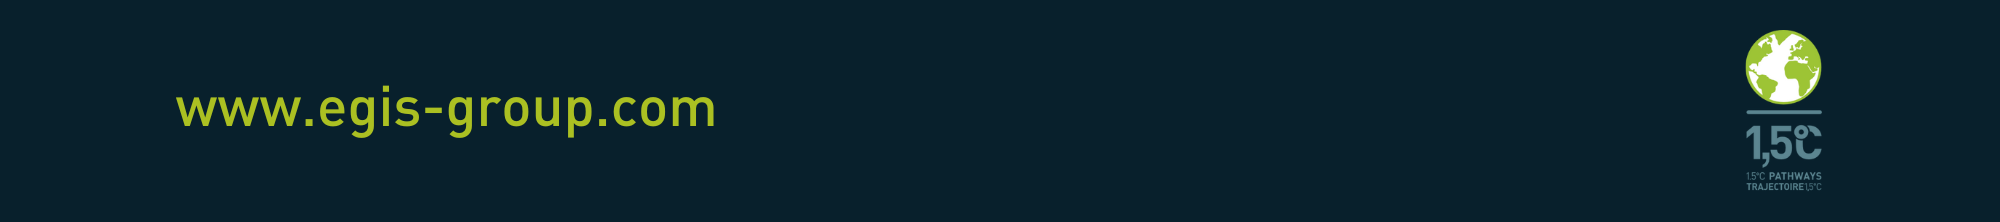 www.egis-group.com
1,5°C
1.5°C PATHWAYS
TRAJECTOIRE 1,5°C